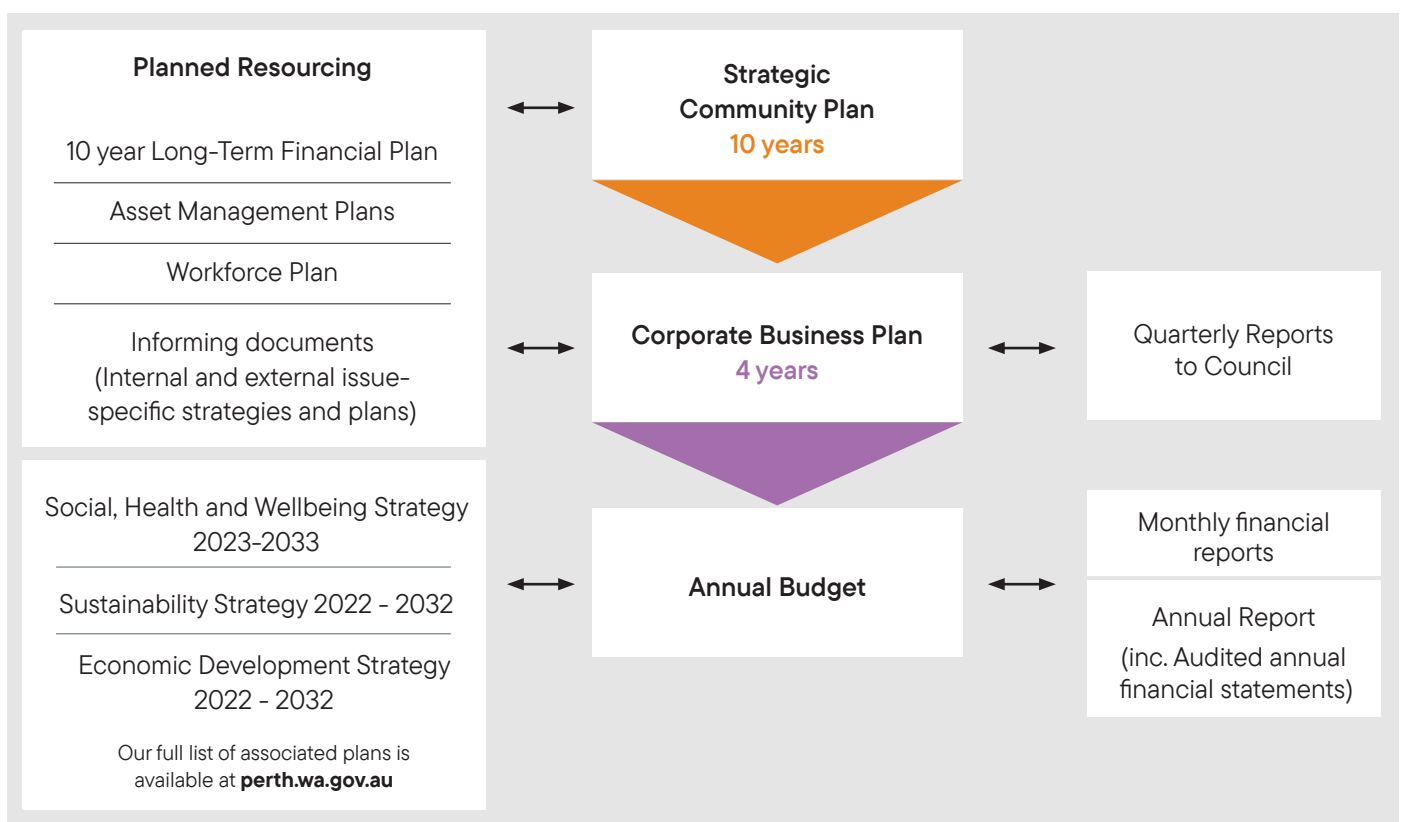 Planned Resourcing
10 year Long-Term Financial Plan
Asset Management Plans
Workforce Plan
Informing documents
(Internal and external issue-
specific strategies and plans)
Social, Health and Wellbeing Strategy
2023-2033
Sustainability Strategy 2022 - 2032
Economic Development Strategy
2022 - 2032
Our full list of associated plans is
available at perth.wa.gov.au
Strategic
Community Plan
10 years
Corporate Business Plan
4 years
Annual Budget
Quarterly Reports
to Council
Monthly financial
reports
Annual Report
(inc. Audited annual
financial statements)